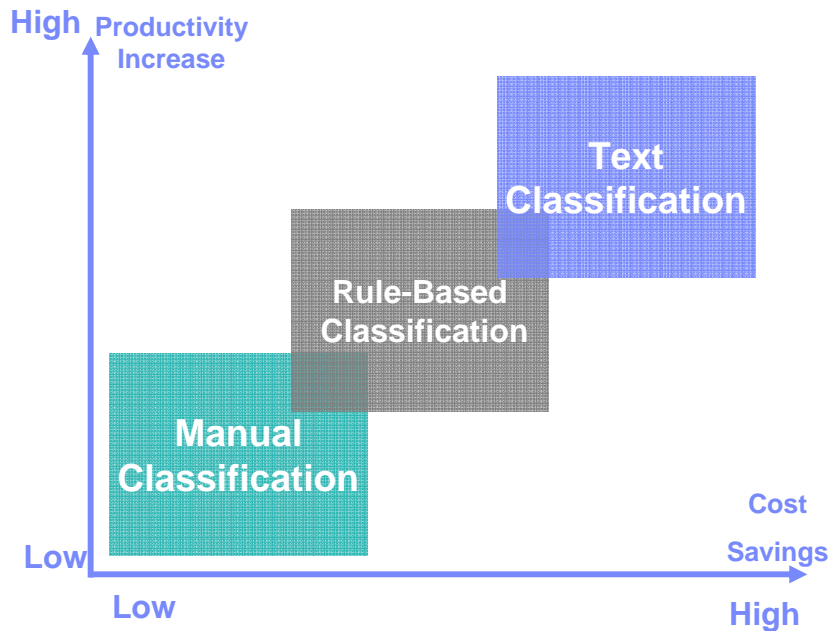 High
Productivity
Increase
Text
Classification
Rule-Based
Classification
Manual
Classification
Cost
Savings
Low
Low
High